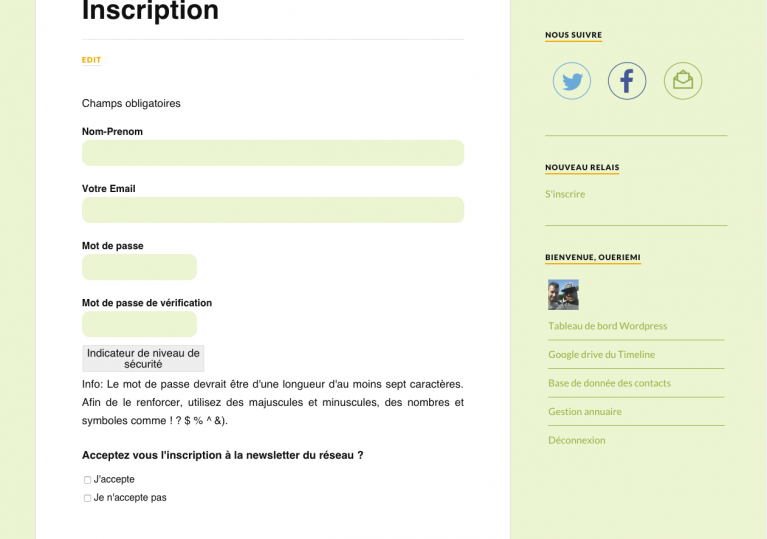 Inscription
EDIT
Champs obligatoires
Nom-Prenom
Votre Email
Mot de passe
Mot de passe de vérification
Indicateur de niveau de
sécurité
Info: Le mot de passe devrait être d'une longueur d'au moins sept caractères.
Afin de le renforcer, utilisez des majuscules et minuscules, des nombres et
symboles comme ! ? $ % ^ &).
Acceptez vous l'inscription à la newsletter du réseau ?
J'accepte
Je n'accepte pas
NOUS SUIVRE
NOUVEAU RELAIS
S'inscrire
BIENVENUE, OUERIEMI
Tableau de bord Wordpress
Google drive du Timeline
Base de donnée des contacts
Gestion annuaire
Déconnexion